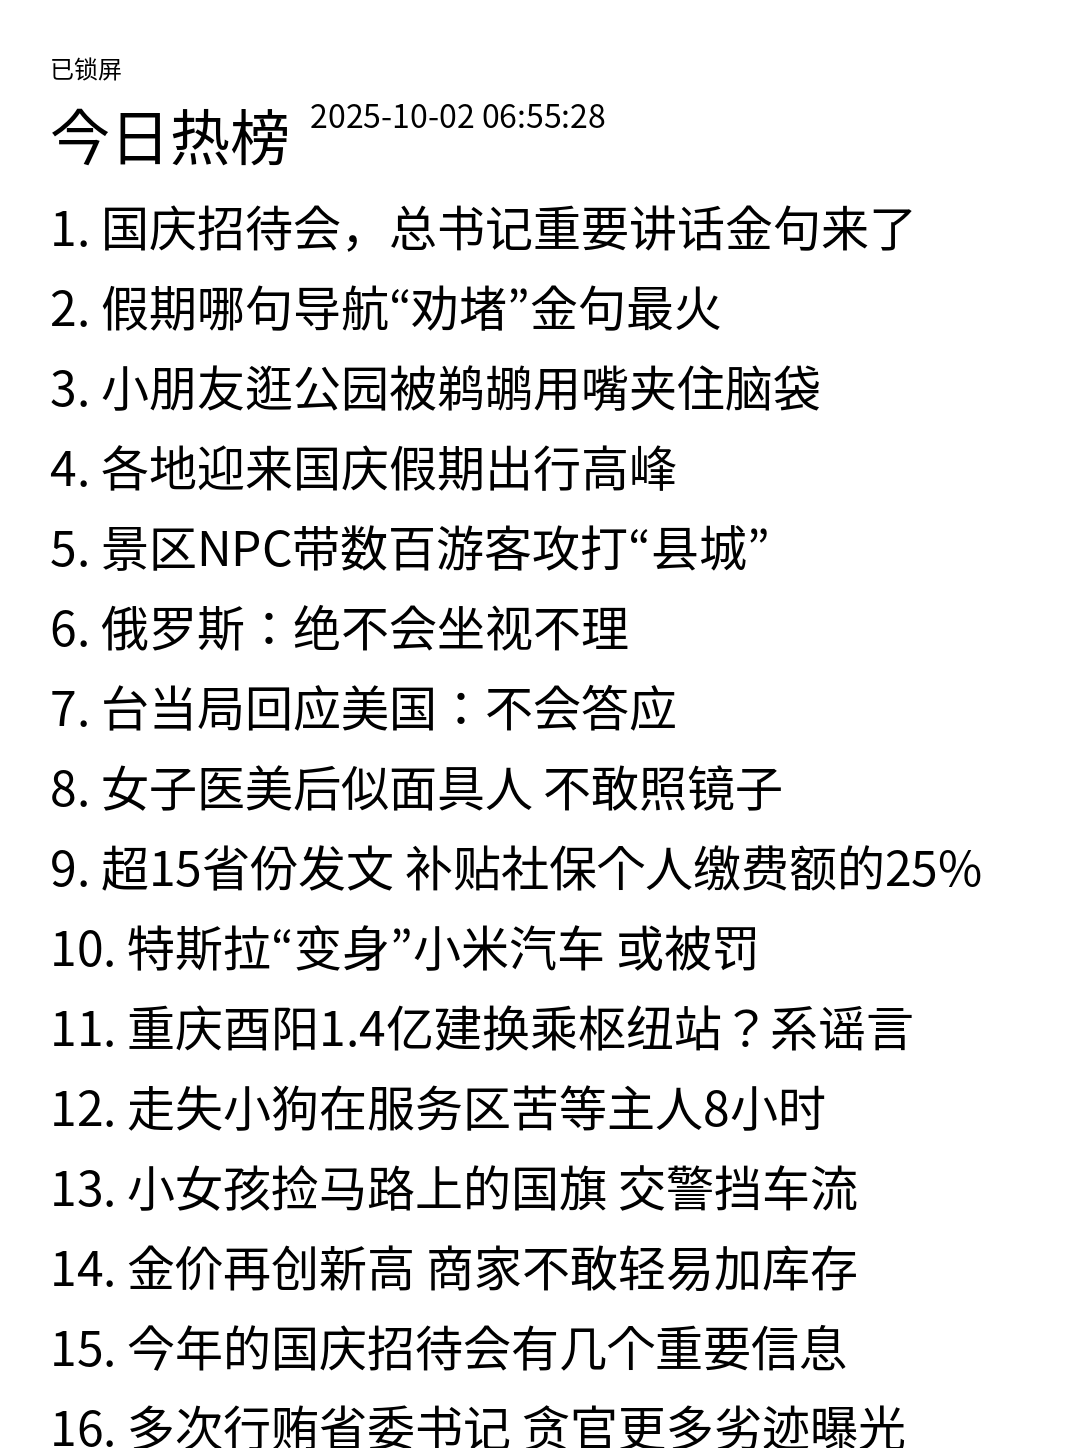 已锁屏
今日热榜 2025-10-02 06:55:28
1. 国庆招待会，总书记重要讲话金句来了
2. 假期哪句导航“劝堵”金句最火
3. 小朋友逛公园被鹈鹕用嘴夹住脑袋
4. 各地迎来国庆假期出行高峰
5. 景区NPC带数百游客攻打“县城”
6. 俄罗斯：绝不会坐视不理
7. 台当局回应美国：不会答应
8. 女子医美后似面具人 不敢照镜子
9. 超15省份发文 补贴社保个人缴费额的25%
10. 特斯拉“变身”小米汽车 或被罚
11. 重庆酉阳1.4亿建换乘枢纽站？系谣言
12. 走失小狗在服务区苦等主人8小时
13. 小女孩捡马路上的国旗 交警挡车流
14. 金价再创新高 商家不敢轻易加库存
15. 今年的国庆招待会有几个重要信息
16. 多次行贿省委书记 贪官更多劣迹曝光